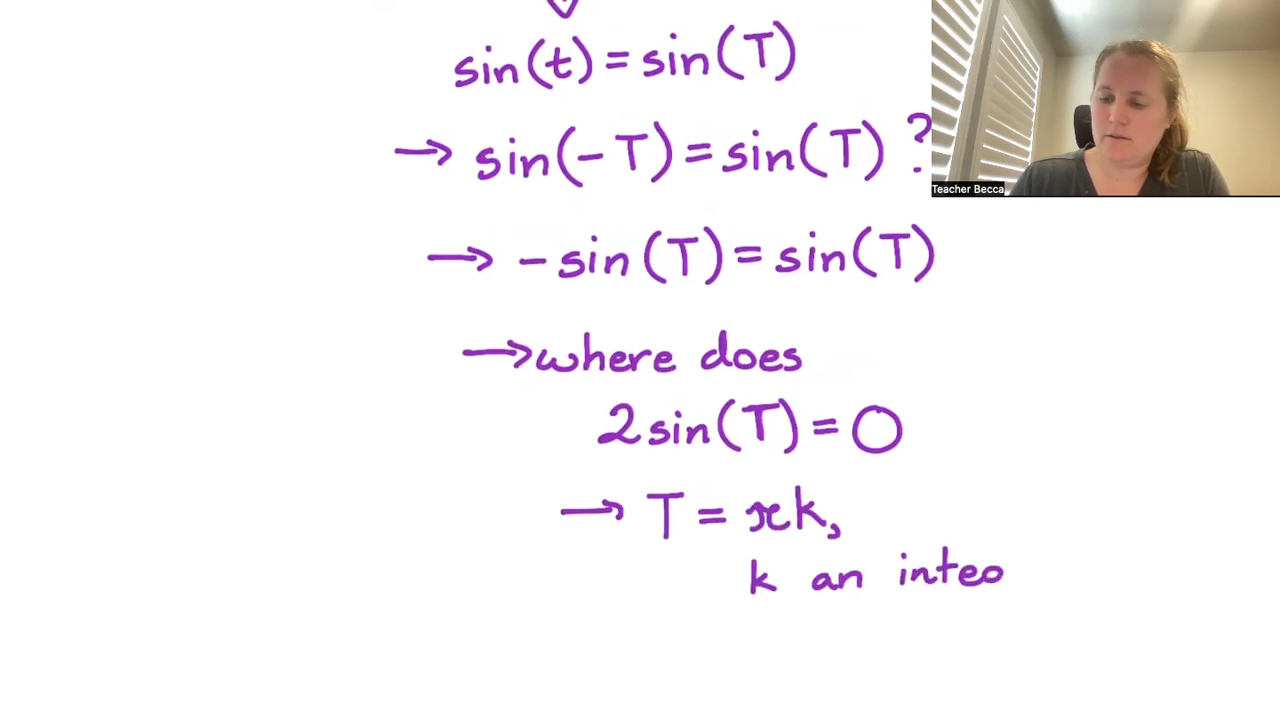 sin(t)=sin(T)
→ sin(-T)=sin(T) ?
Teacher Becca
→ -sin(T)=sin(T)
→ where does
2sin(T)=0
→ T=πk,
k an inteo